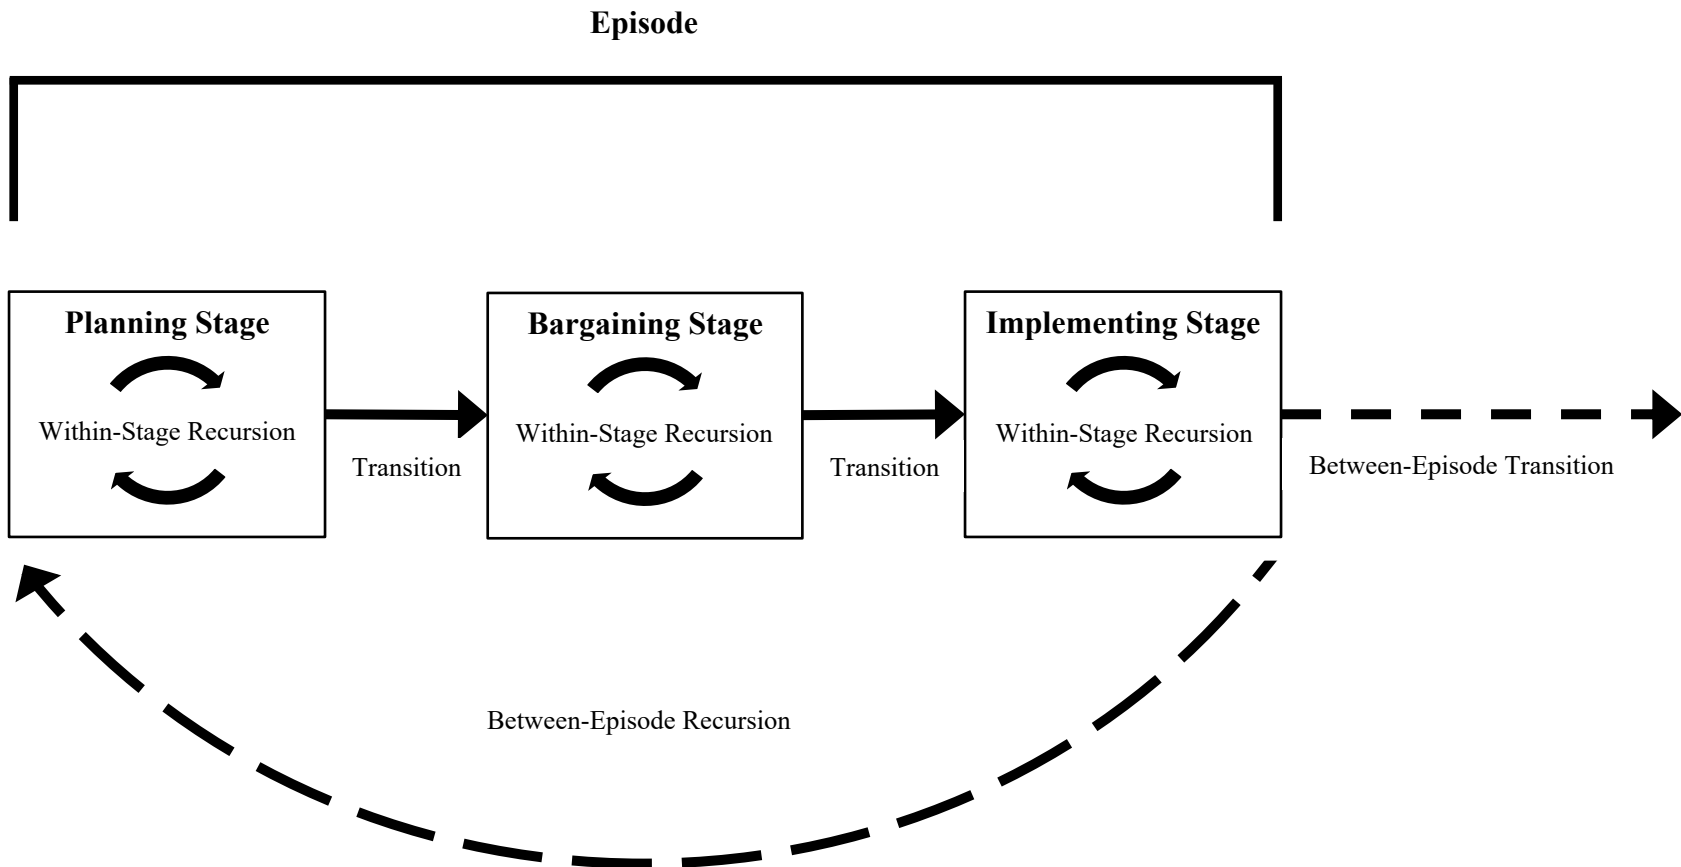 Episode
Planning Stage
Within-Stage Recursion
Transition
Bargaining Stage
Within-Stage Recursion
Transition
Implementing Stage
Within-Stage Recursion
Between-Episode Transition
Between-Episode Recursion